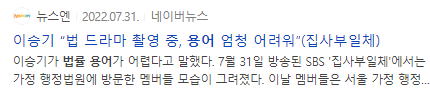 뉴스엔 2022.07.31. 네이버뉴스
이승기 “법 드라마 촬영 중, 용어 엄청 어려워”(집사부일체)
이승기가 법률 용어가 어렵다고 말했다. 7월 31일 방송된 SBS '집사부일체'에서는
가정 행정법원에 방문한 멤버들 모습이 그려졌다. 이날 멤버들은 서울 가정 행정...